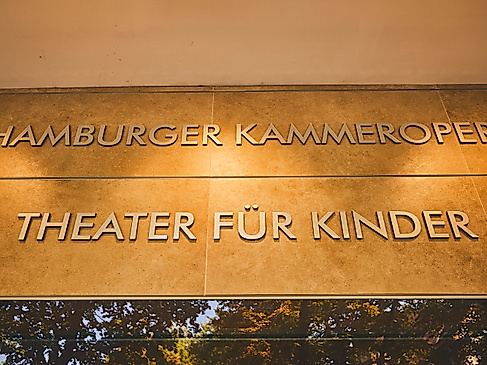 HAMBURGER KAMMEROPER
THEATER FÜR KINDER